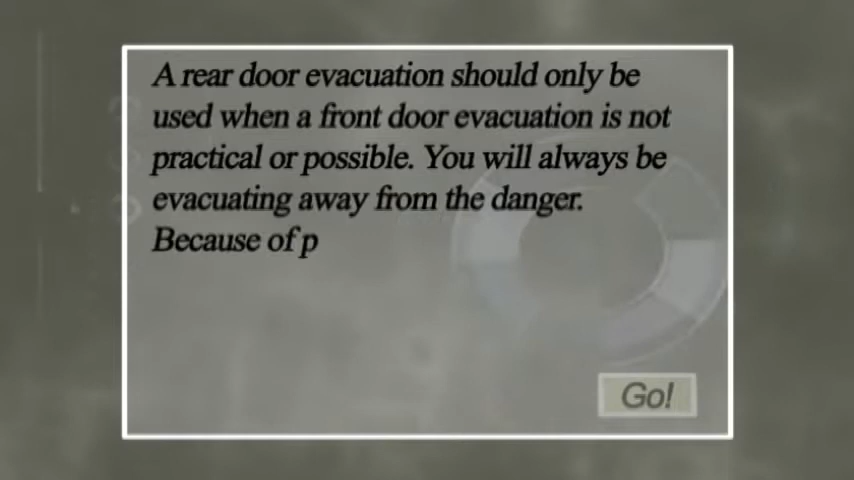 A rear door evacuation should only be
used when a front door evacuation is not
practical or possible. You will always be
evacuating away from the danger.
Because of p
Go!